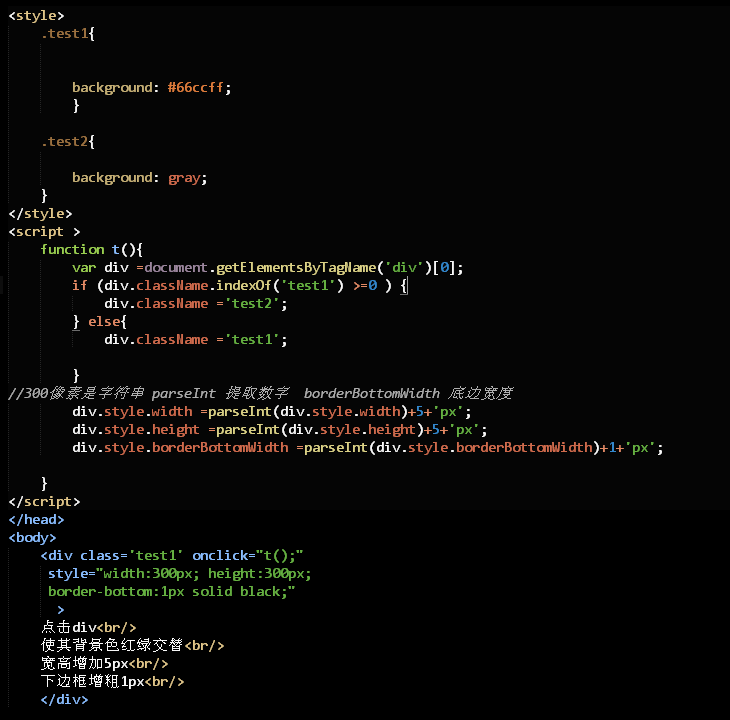 <style>
.test1{
background: #66ccff;
}
.test2{
background: gray;
}
</style>
<script >
function t(){
var div =document.getElementsByTagName('div')[0];
if (div.className.indexOf('test1') >=0 ) {
div.className ='test2';
} else{
div.className ='test1';
}
//300像素是字符串 parseInt 提取数字  borderBottomWidth 底边宽度
div.style.width =parseInt(div.style.width)+5+'px';
div.style.height =parseInt(div.style.height)+5+'px';
div.style.borderBottomWidth =parseInt(div.style.borderBottomWidth)+1+'px';
}
</script>
</head>
<body>
<div class='test1' onclick="t();"
style="width:300px; height:300px;
border-bottom:1px solid black;"
>
点击div<br/>
使其背景色红绿交替<br/>
宽高增加5px<br/>
下边框增粗1px<br/>
</div>